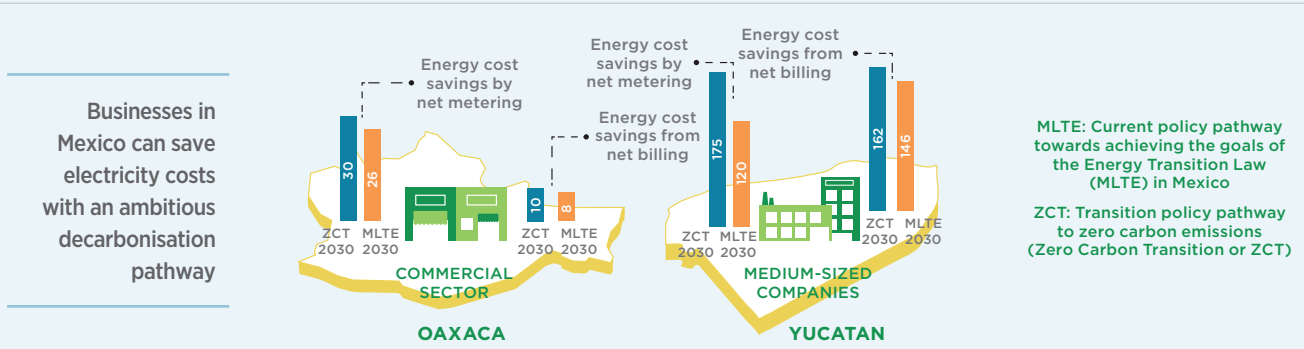 Businesses in
Mexico can save
electricity costs
with an ambitious
decarbonisation
pathway
Energy cost
savings by
net metering
30
26
ZCT
2030
MLTE
2030
Energy cost
savings from
net billing
10
8
ZCT
2030
MLTE
2030
COMMERCIAL
SECTOR
OAXACA
Energy cost
savings by
net metering
175
120
ZCT
2030
MLTE
2030
Energy cost
savings from
net billing
162
146
ZCT
2030
MLTE
2030
MEDIUM-SIZED
COMPANIES
YUCATAN
MLTE: Current policy pathway
towards achieving the goals of
the Energy Transition Law
(MLTE) in Mexico
ZCT: Transition policy pathway
to zero carbon emissions
(Zero Carbon Transition or ZCT)